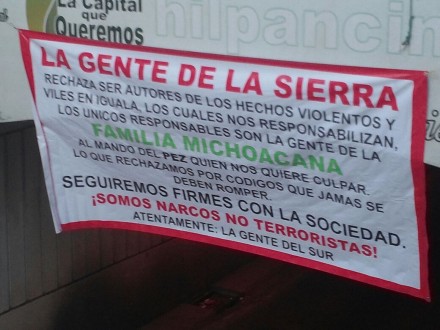 La Capital
que
Queremos
hilpancin
LA GENTE DE LA SIERRA
RECHAZA SER AUTORES DE LOS HECHOS VIOLENTOS Y
VILES EN IGUALA, LOS CUALES NOS RESPONSABILIZAN,
LOS UNICOS RESPONSABLES SON LA GENTE DE LA
FAMILIA MICHOACANA
AL MANDO DEL PEZ QUIEN NOS QUIERE CULPAR.
LO QUE RECHAZAMOS POR CODIGOS QUE JAMAS SE
DEBEN ROMPER.
SEGUIREMOS FIRMES CON LA SOCIEDAD.
¡SOMOS NARCOS NO TERRORISTAS!
ATENTAMENTE: LA GENTE DEL SUR